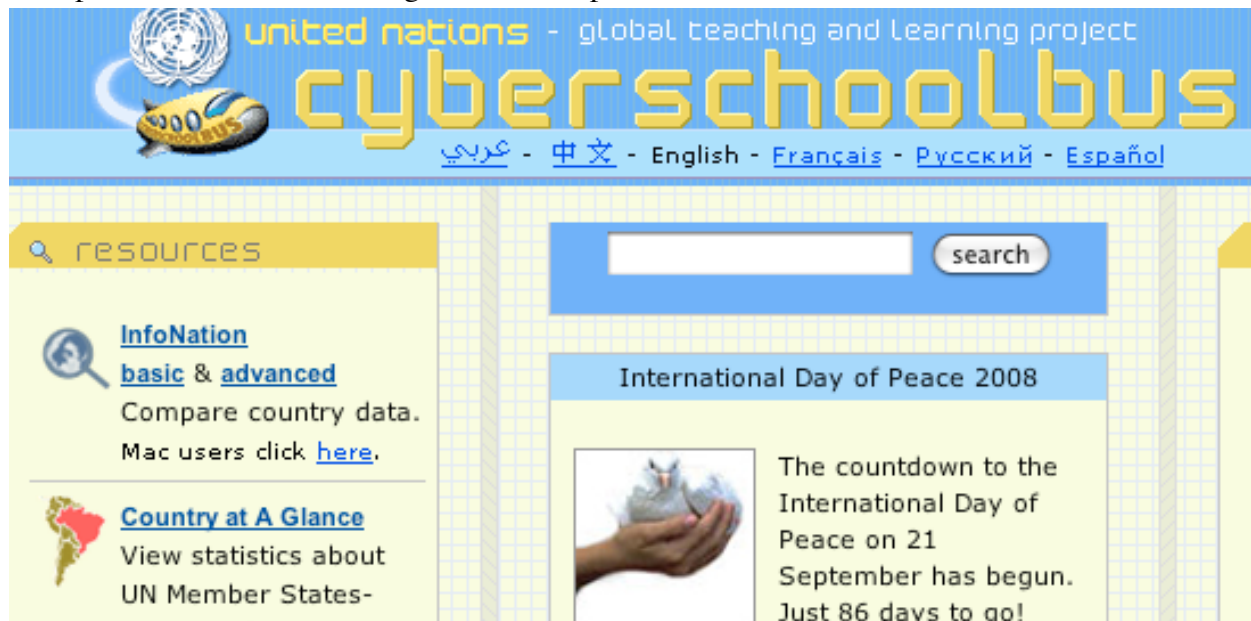 united nations - global teaching and learning project
cyberschoolbus
SCHOOLBUS
عربي - 中文 - English - Français - Русский - Español
resources
search
InfoNation
basic & advanced
Compare country data.
Mac users click here.
Country at A Glance
View statistics about
UN Member States-
International Day of Peace 2008
The countdown to the
International Day of
Peace on 21
September has begun.
Just 86 days to go!